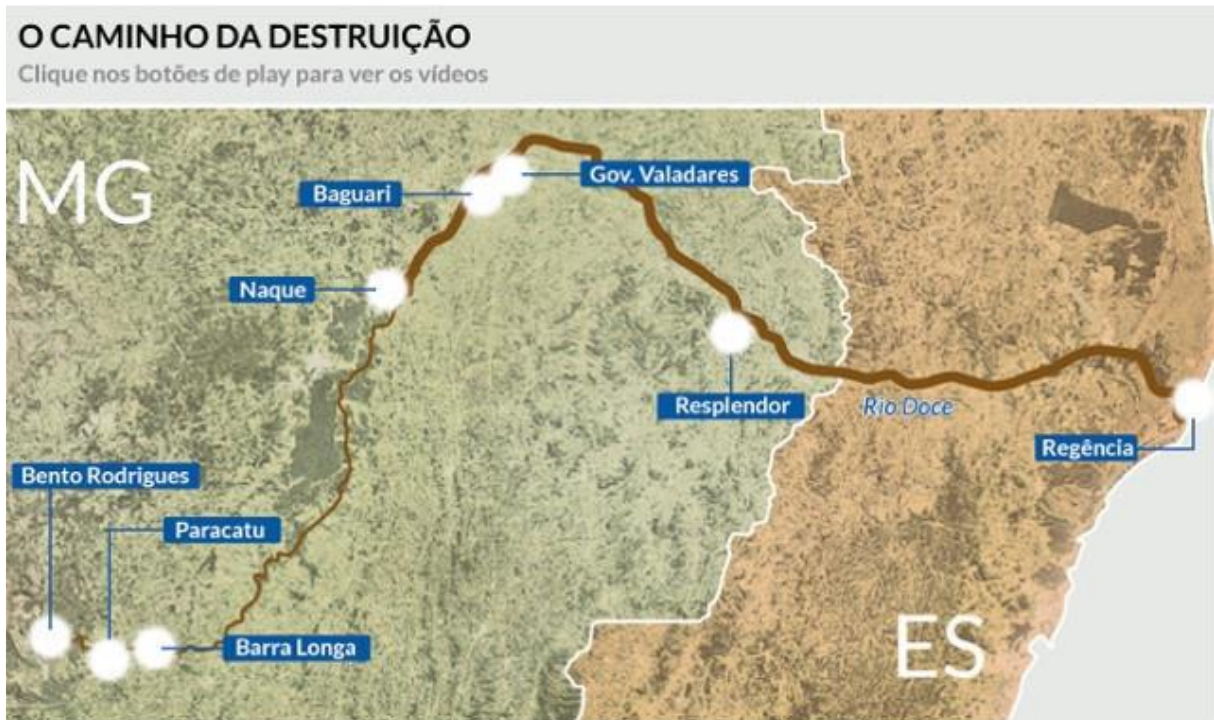 O CAMINHO DA DESTRUIÇÃO
Clique nos botões de play para ver os vídeos
MG
Gov. Valadares
Baguari
Naque
Resplendor
Rio Doce
Regência
Bento Rodrigues
Paracatu
Barra Longa
ES